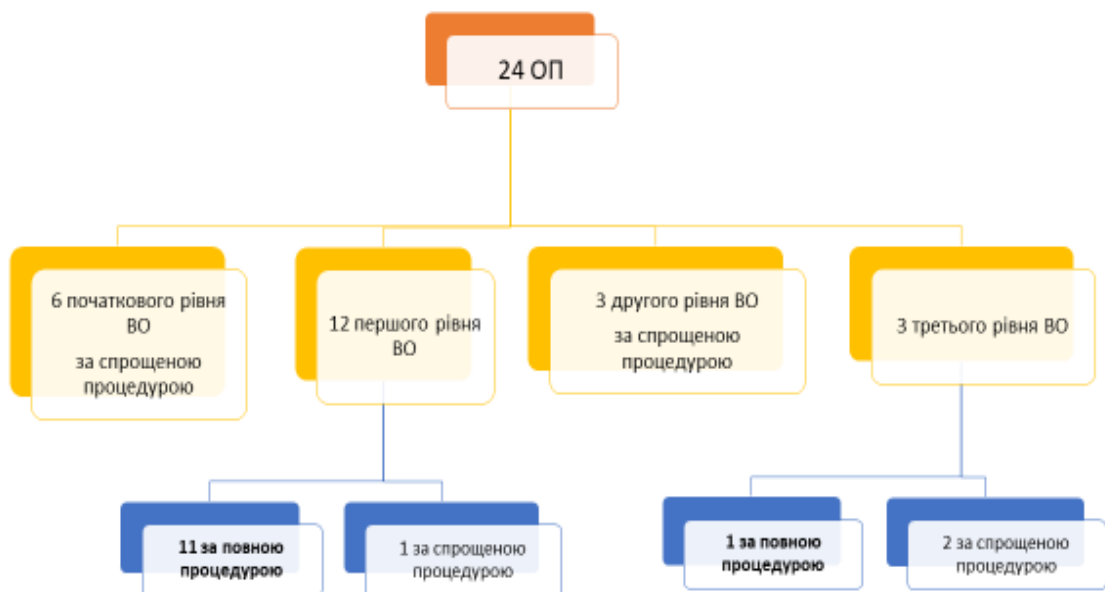 24 ОП
6 початкового рівня
ВО
за спрощеною
процедурою
12 першого рівня
ВО
3 другого рівня ВО
за спрощеною
процедурою
3 третього рівня ВО
11 за повною
процедурою
1 за спрощеною
процедурою
1 за повною
процедурою
2 за спрощеною
процедурою